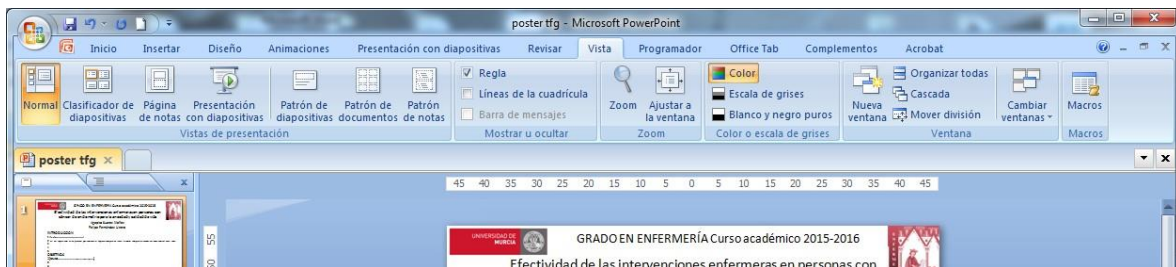 poster tfg - Microsoft PowerPoint
Inicio Insertar Diseño Animaciones Presentación con diapositivas Revisar Vista Programador Office Tab Complementos Acrobat
Normal Clasificador de diapositivas Página de notas Presentación con diapositivas Patrón de diapositivas Patrón de documentos Patrón de notas
Vistas de presentación
Regla
Líneas de la cuadrícula
Barra de mensajes
Mostrar u ocultar
Zoom Ajustar a la ventana
Zoom
Color
Escala de grises
Blanco y negro puros
Color o escala de grises
Nueva ventana
Organizar todas
Cascada
Mover división
Cambiar ventanas
Ventana
Macros
Macros
poster tfg
45 40 35 30 25 20 15 10 5 0 5 10 15 20 25 30 35 40 45
1
55
UNIVERSIDAD DE MURCIA
GRADO EN ENFERMERÍA Curso académico 2015-2016
Efectividad de las intervenciones enfermeras en personas con